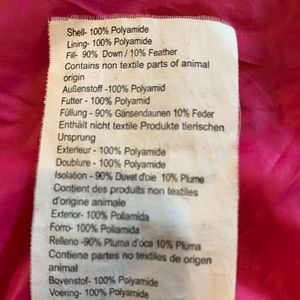 Shell- 100% Polyamide
Lining- 100% Polyamide
Fill- 90% Down / 10% Feather
Contains non textile parts of animal
origin
Außenstoff -100% Polyamid
Futter - 100% Polyamid
Füllung - 90% Gänsendaunen 10% Feder
Enthält nicht textile Produkte tierischen
Ursprung
Exterieur - 100% Polyamide
Doublure - 100% Polyamide
Isolation - 90% Duvet d'oie 10% Plume
Contient des produits non textiles
d'origine animale
Exterior- 100% Poliamida
Forro- 100% Poliamida
Relleno -90% Pluma d'oca 10% Pluma
Contiene partes no textiles de origen
animal
Bovenstof- 100% Polyamide
Voering- 100% Polyamide